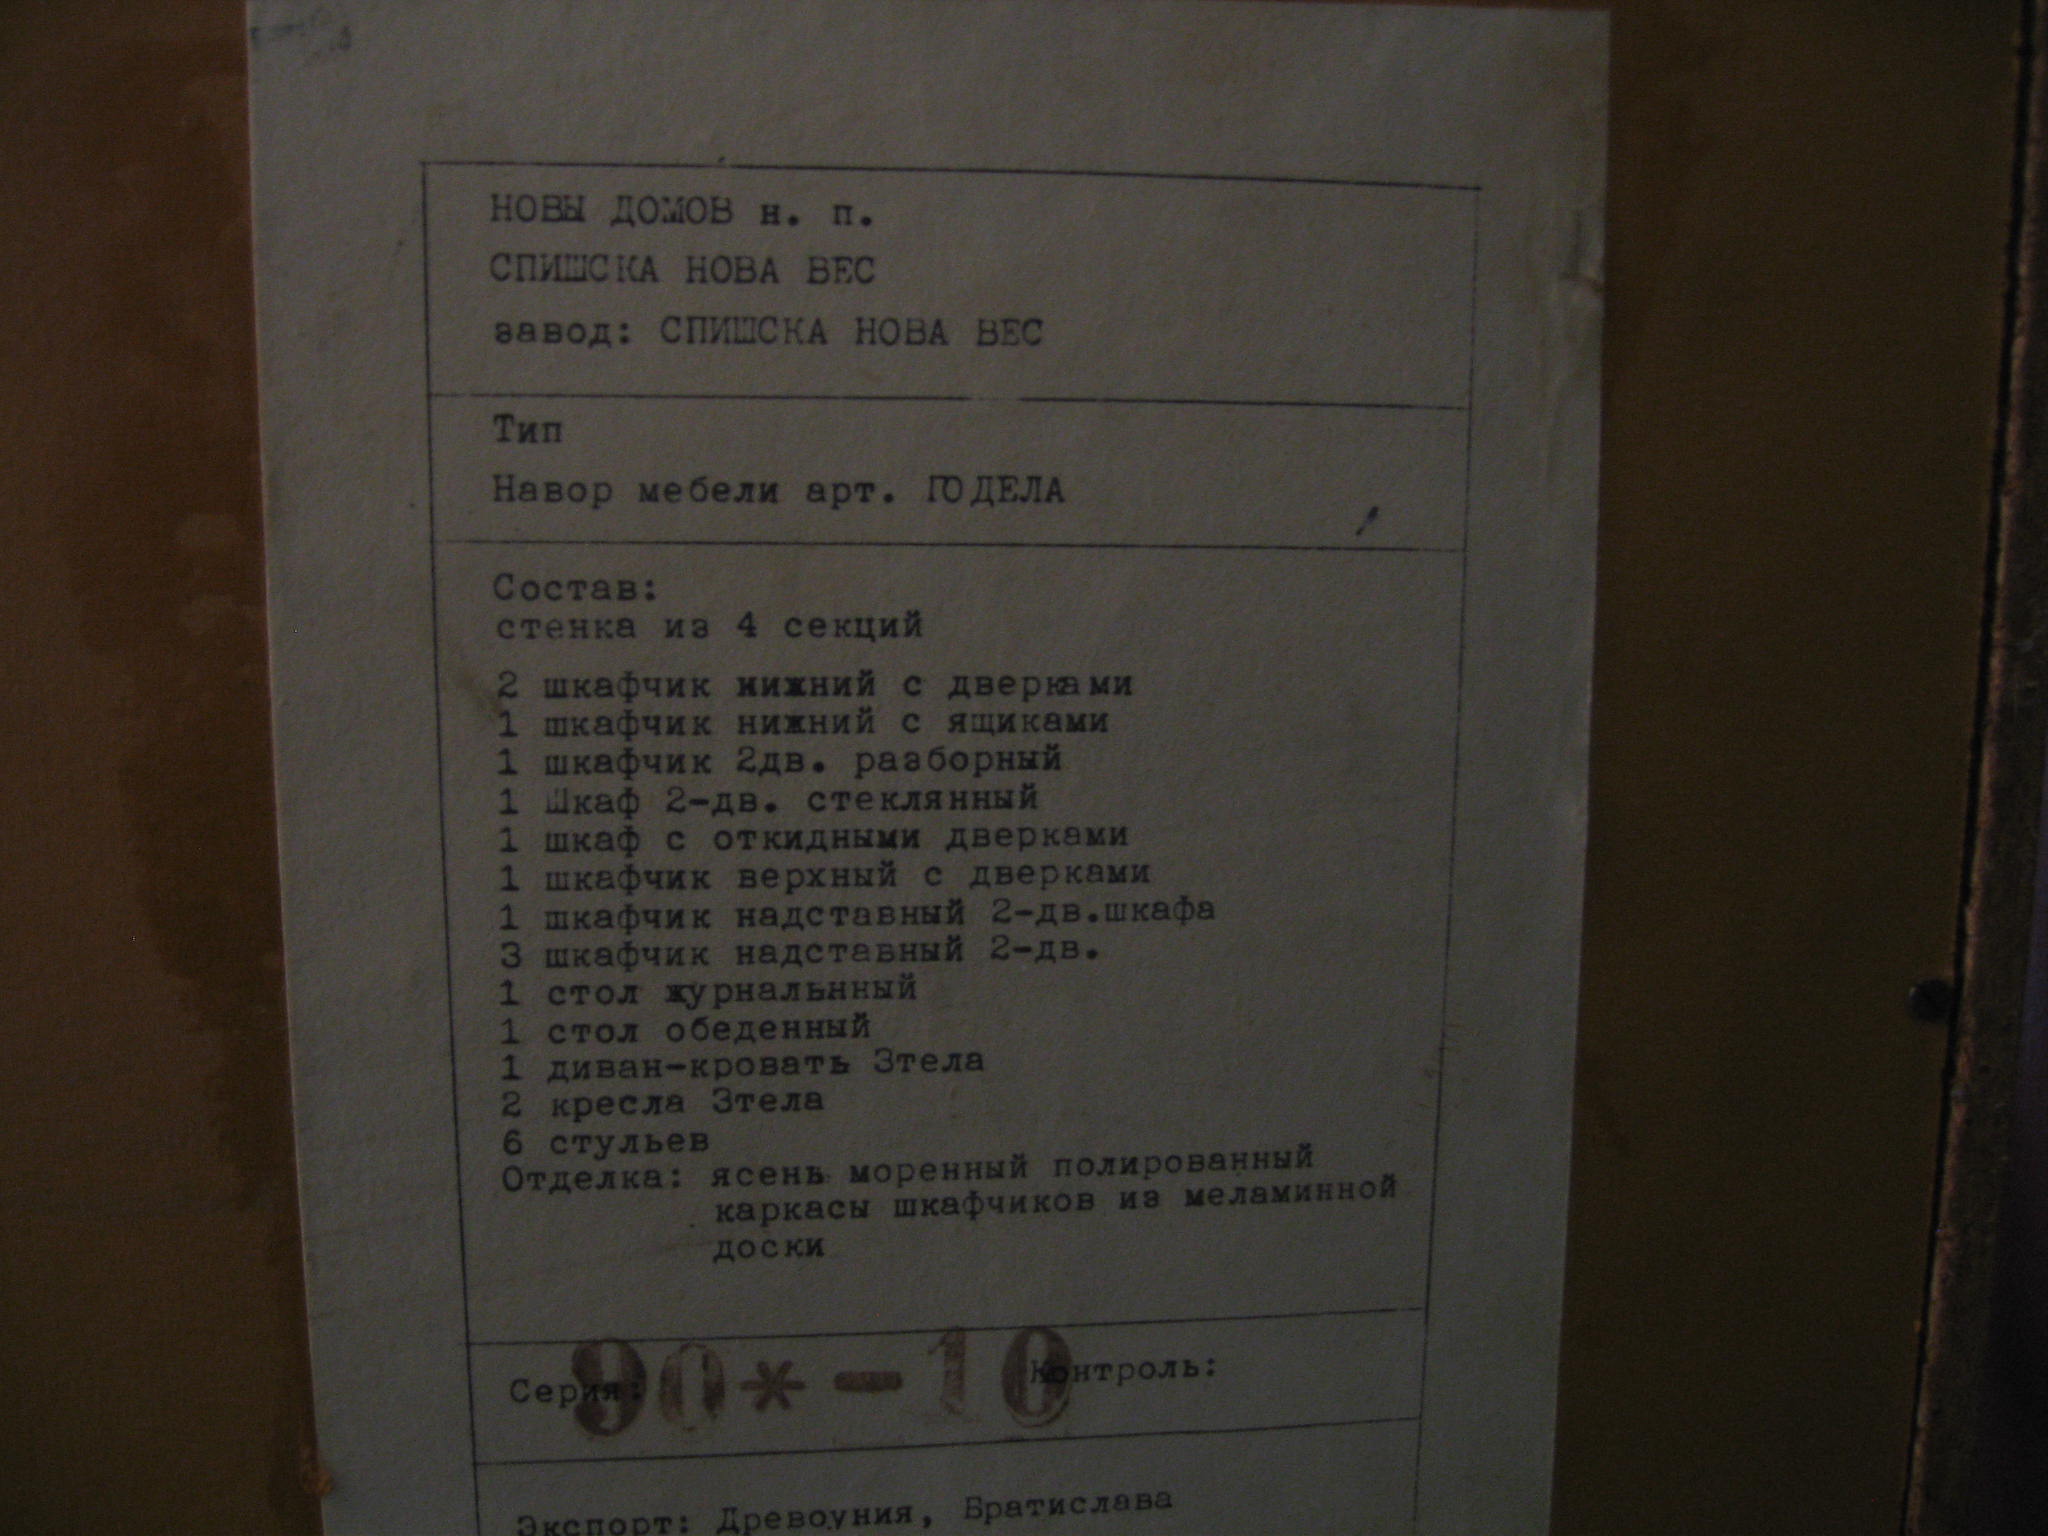 НОВЫ ДОМОВ н. п.
СПИШСКА НОВА ВЕС
завод: СПИШСКА НОВА ВЕС
Тип
Навор мебели арт. ГОДЕЛА
Состав:
стенка из 4 секций
2 шкафчик нижний с дверками
1 шкафчик нижний с ящиками
1 шкафчик 2дв. разборный
1 Шкаф 2-дв. стеклянный
1 шкаф с откидными дверками
1 шкафчик верхный с дверками
1 шкафчик надставный 2-дв.шкафа
3 шкафчик надставный 2-дв.
1 стол журнальнный
1 стол обеденный
1 диван-кровать Зтела
2 кресла Зтела
6 стульев
Отделка: ясень моренный полированный
каркасы шкафчиков из меламинной
доски
Серия: 90*-10 Контроль:
Экспорт: Древоуния, Братислава